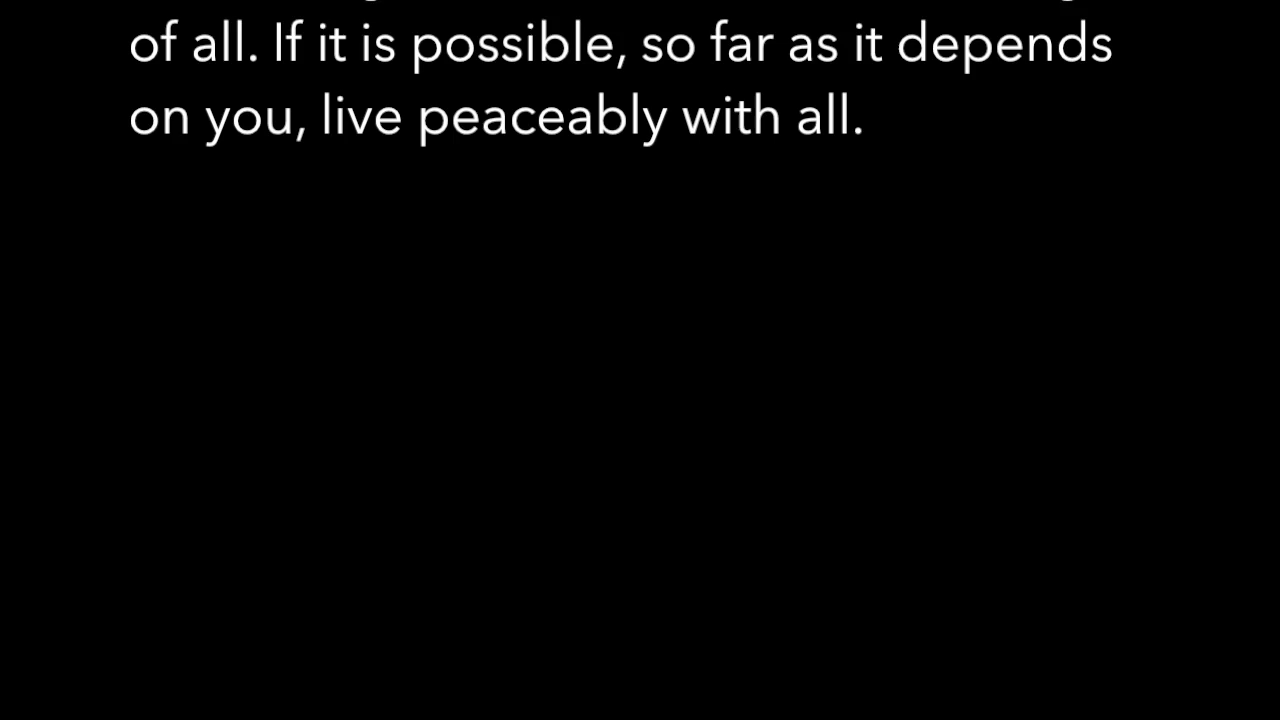 of all. If it is possible, so far as it depends
on you, live peaceably with all.